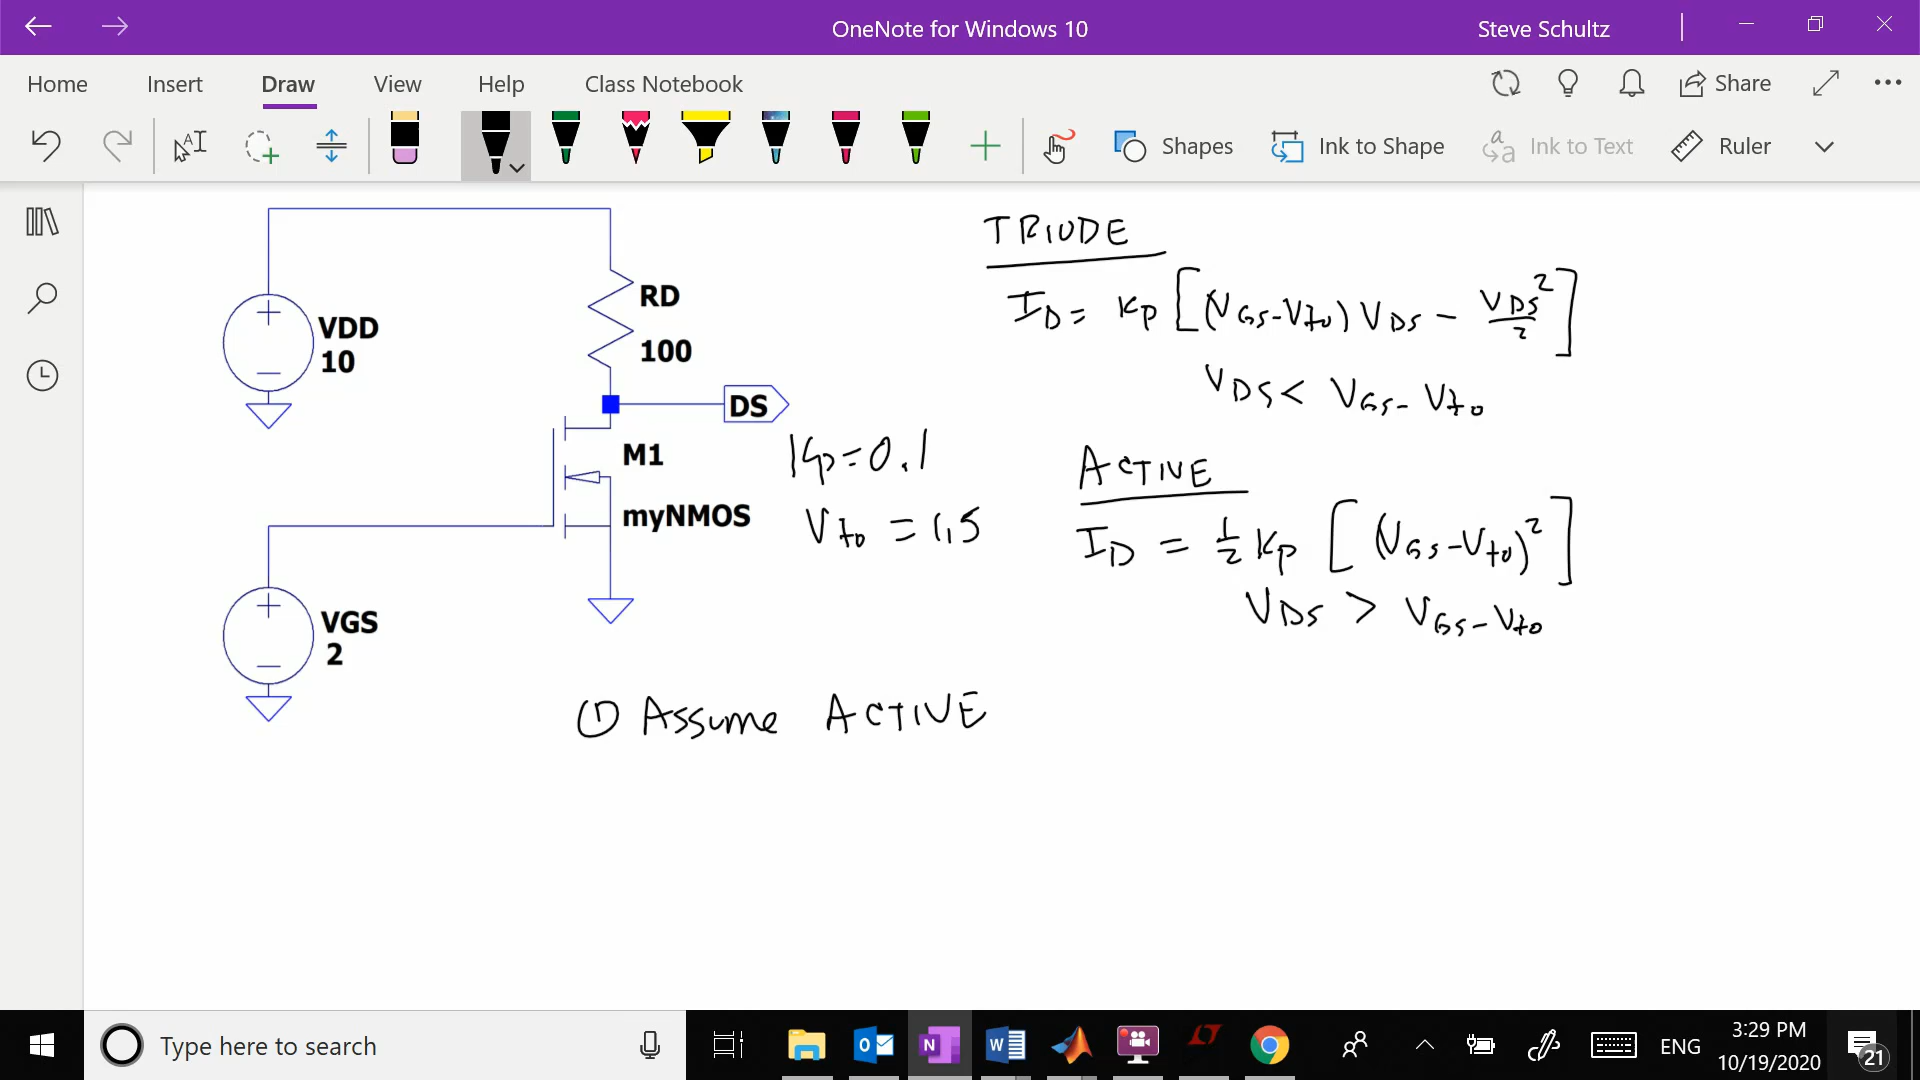 OneNote for Windows 10
Steve Schultz
Home Insert Draw View Help Class Notebook
Share
Shapes Ink to Shape Ink to Text Ruler
VDD
10
RD
100
DS
M1
myNMOS
VGS
2
Kp=0.1
Vto = 1.5
TRIODE
ID = Kp [(VGS-Vto) VDS - VDS²/2]
VDS < VGS - Vto
ACTIVE
ID = 1/2 Kp [(VGS-Vto)²]
VDS > VGS - Vto
① Assume ACTIVE
Type here to search
ENG
3:29 PM
10/19/2020
21